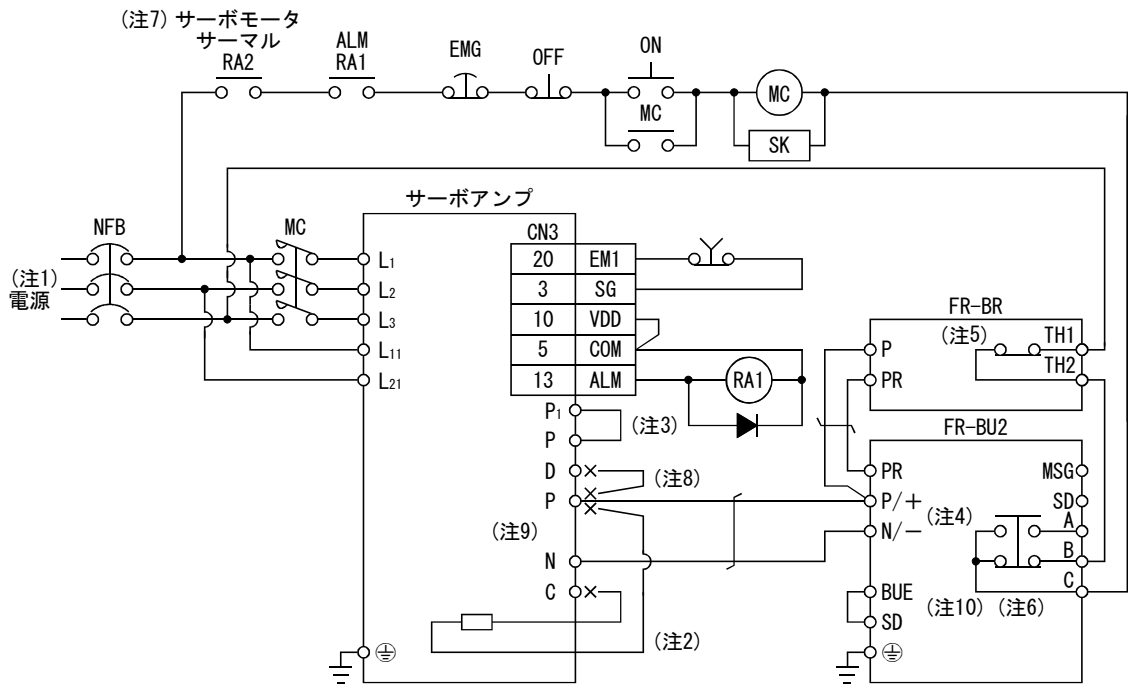 (注7) サーボモータ
サーマル
RA2
ALM
RA1
EMG
OFF
ON
MC
MC
SK
サーボアンプ
NFB
MC
(注1)
電源
L1
L2
L3
L11
L21
CN3
20 EM1
3 SG
10 VDD
5 COM
13 ALM
RA1
P1
P
(注3)
D
(注8)
P
(注9)
N
C
(注2)
FR-BR
(注5)
TH1
P
TH2
PR
FR-BU2
PR
MSG
P/+
SD
(注4)
A
N/−
B
C
BUE
(注10) (注6)
SD